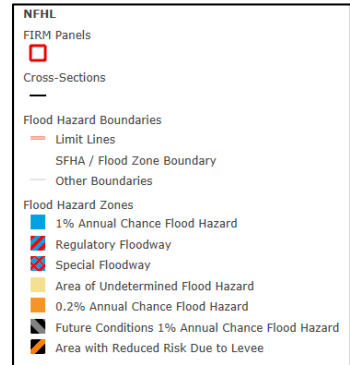 NFHL
FIRM Panels
Cross-Sections
Flood Hazard Boundaries
Limit Lines
SFHA / Flood Zone Boundary
Other Boundaries
Flood Hazard Zones
1% Annual Chance Flood Hazard
Regulatory Floodway
Special Floodway
Area of Undetermined Flood Hazard
0.2% Annual Chance Flood Hazard
Future Conditions 1% Annual Chance Flood Hazard
Area with Reduced Risk Due to Levee